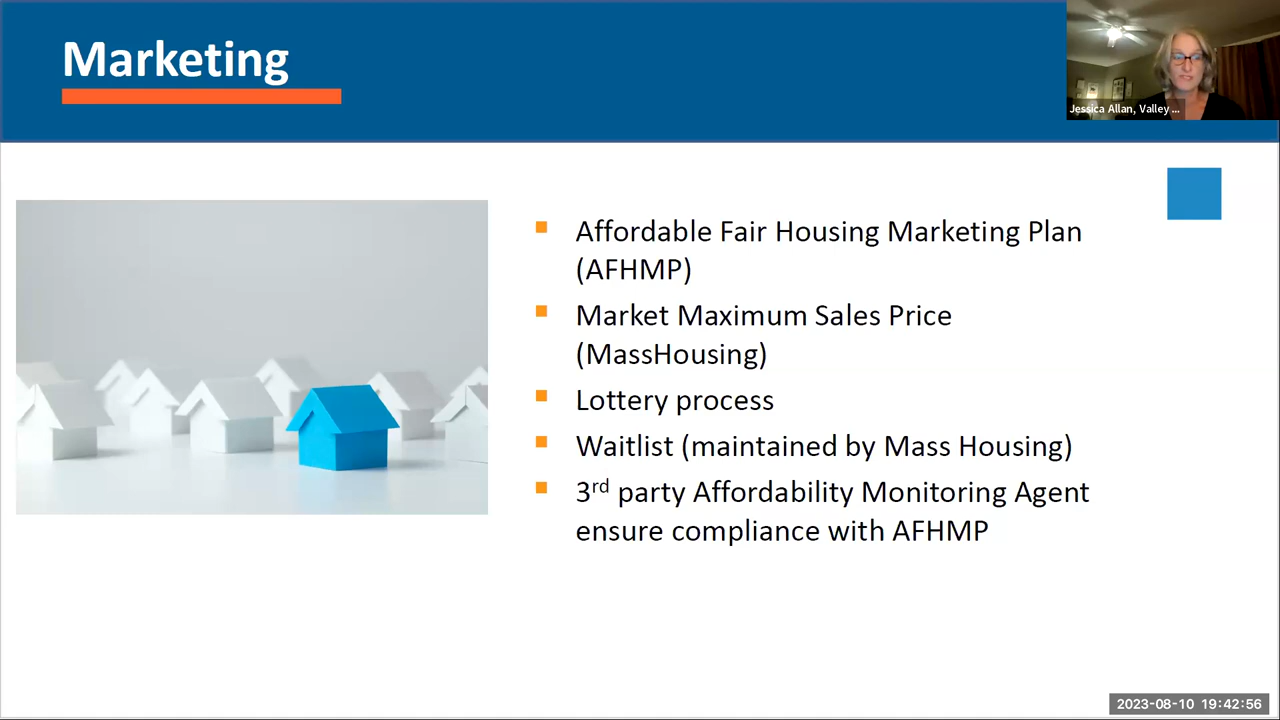 Marketing
Jessica Allan, Valley ...
Affordable Fair Housing Marketing Plan
(AFHMP)
Market Maximum Sales Price
(MassHousing)
Lottery process
Waitlist (maintained by Mass Housing)
3rd party Affordability Monitoring Agent
ensure compliance with AFHMP
2023-08-10 19:42:56